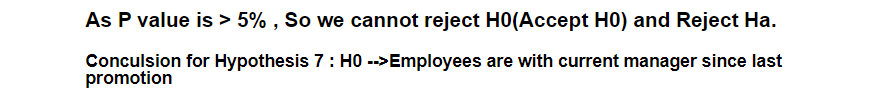 As P value is > 5% , So we cannot reject H0(Accept H0) and Reject Ha.
Conculsion for Hypothesis 7 : H0 -->Employees are with current manager since last
promotion